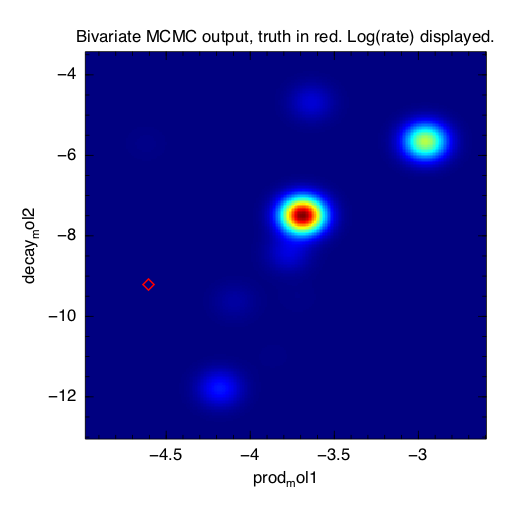 Bivariate MCMC output, truth in red. Log(rate) displayed.
−4
−6
−8
−10
−12
decay_mol2
−4.5 −4 −3.5 −3
prod_mol1